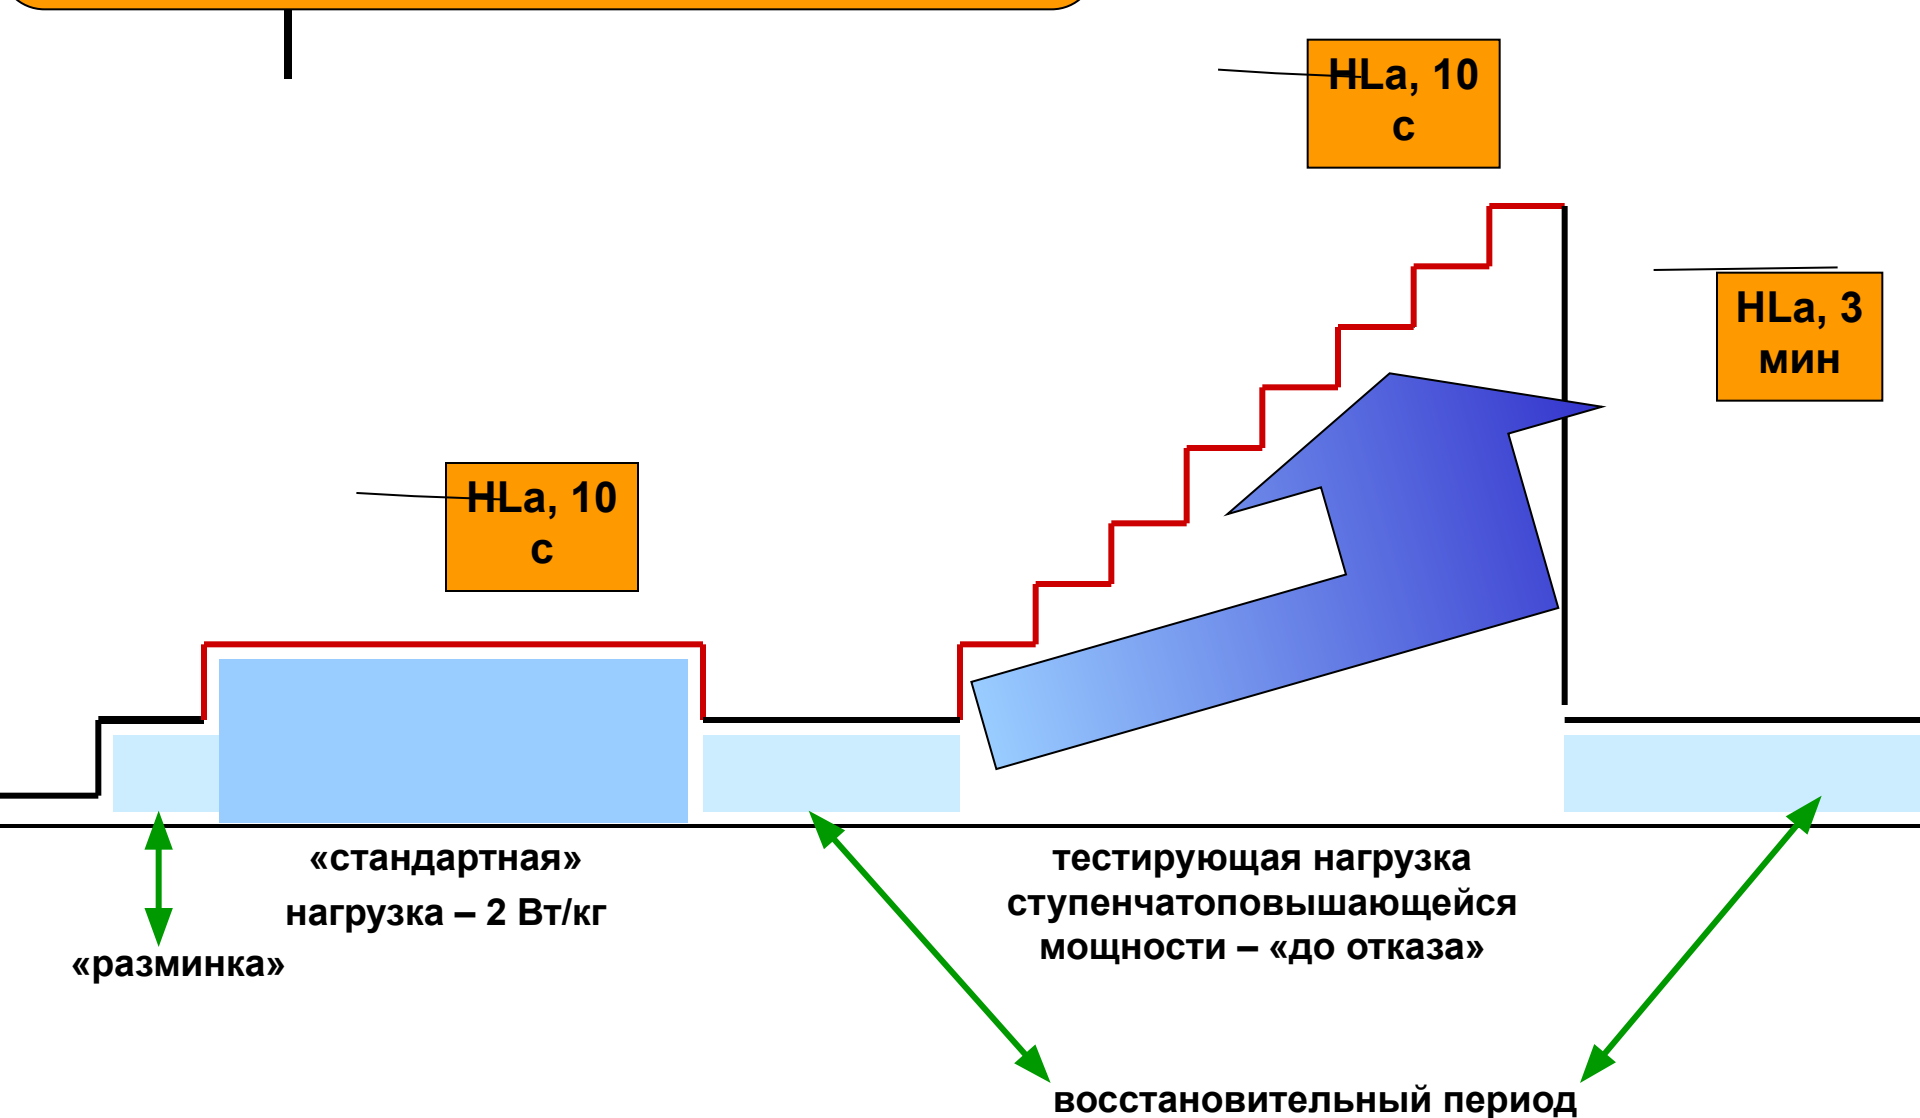 HLa, 10
с
HLa, 3
мин
HLa, 10
с
«стандартная»
нагрузка – 2 Вт/кг
«разминка»
тестирующая нагрузка
ступенчатоповышающейся
мощности – «до отказа»
восстановительный период